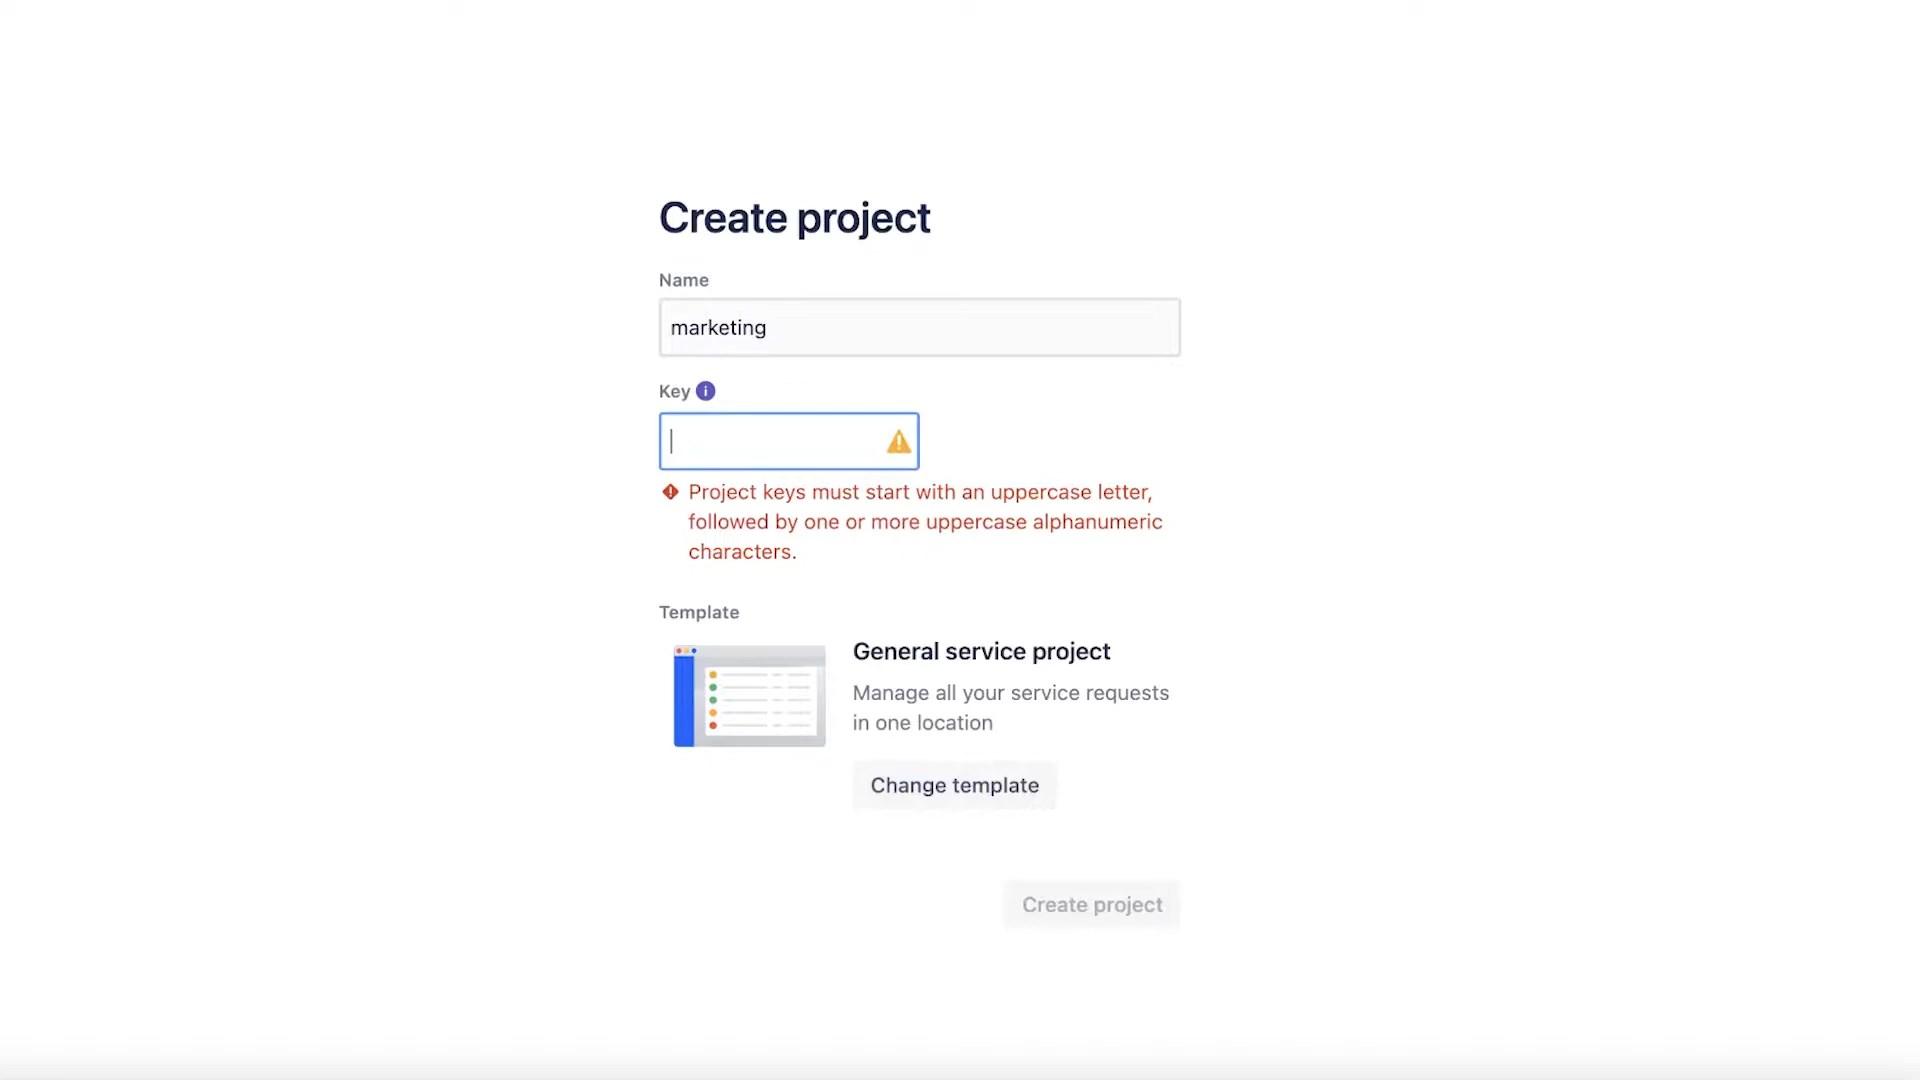 Create project
Name
marketing
Key
Project keys must start with an uppercase letter,
followed by one or more uppercase alphanumeric
characters.
Template
General service project
Manage all your service requests
in one location
Change template
Create project